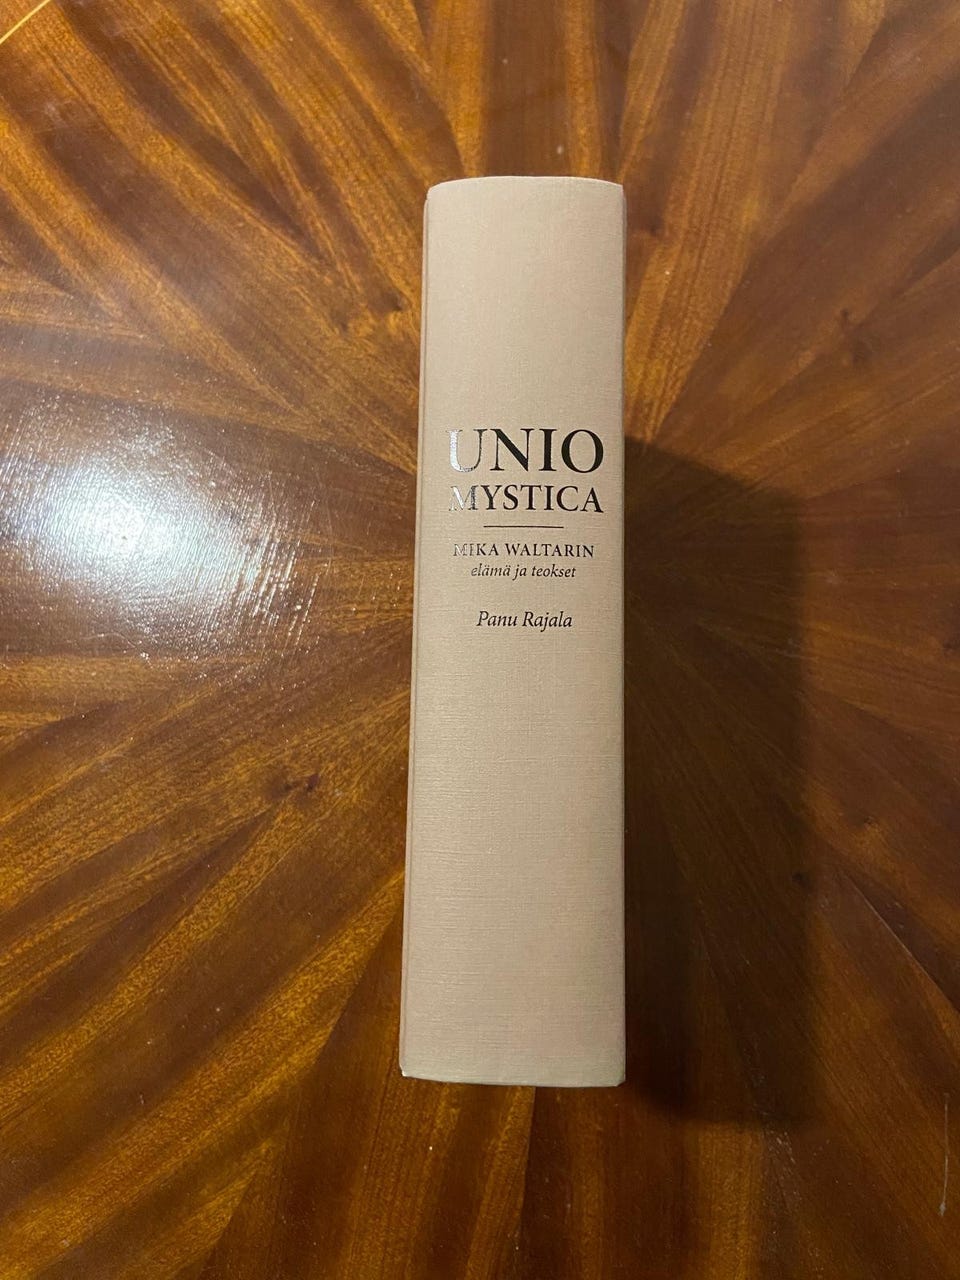 UNIO
MYSTICA
MIKA WALTARIN
elämä ja teokset
Panu Rajala